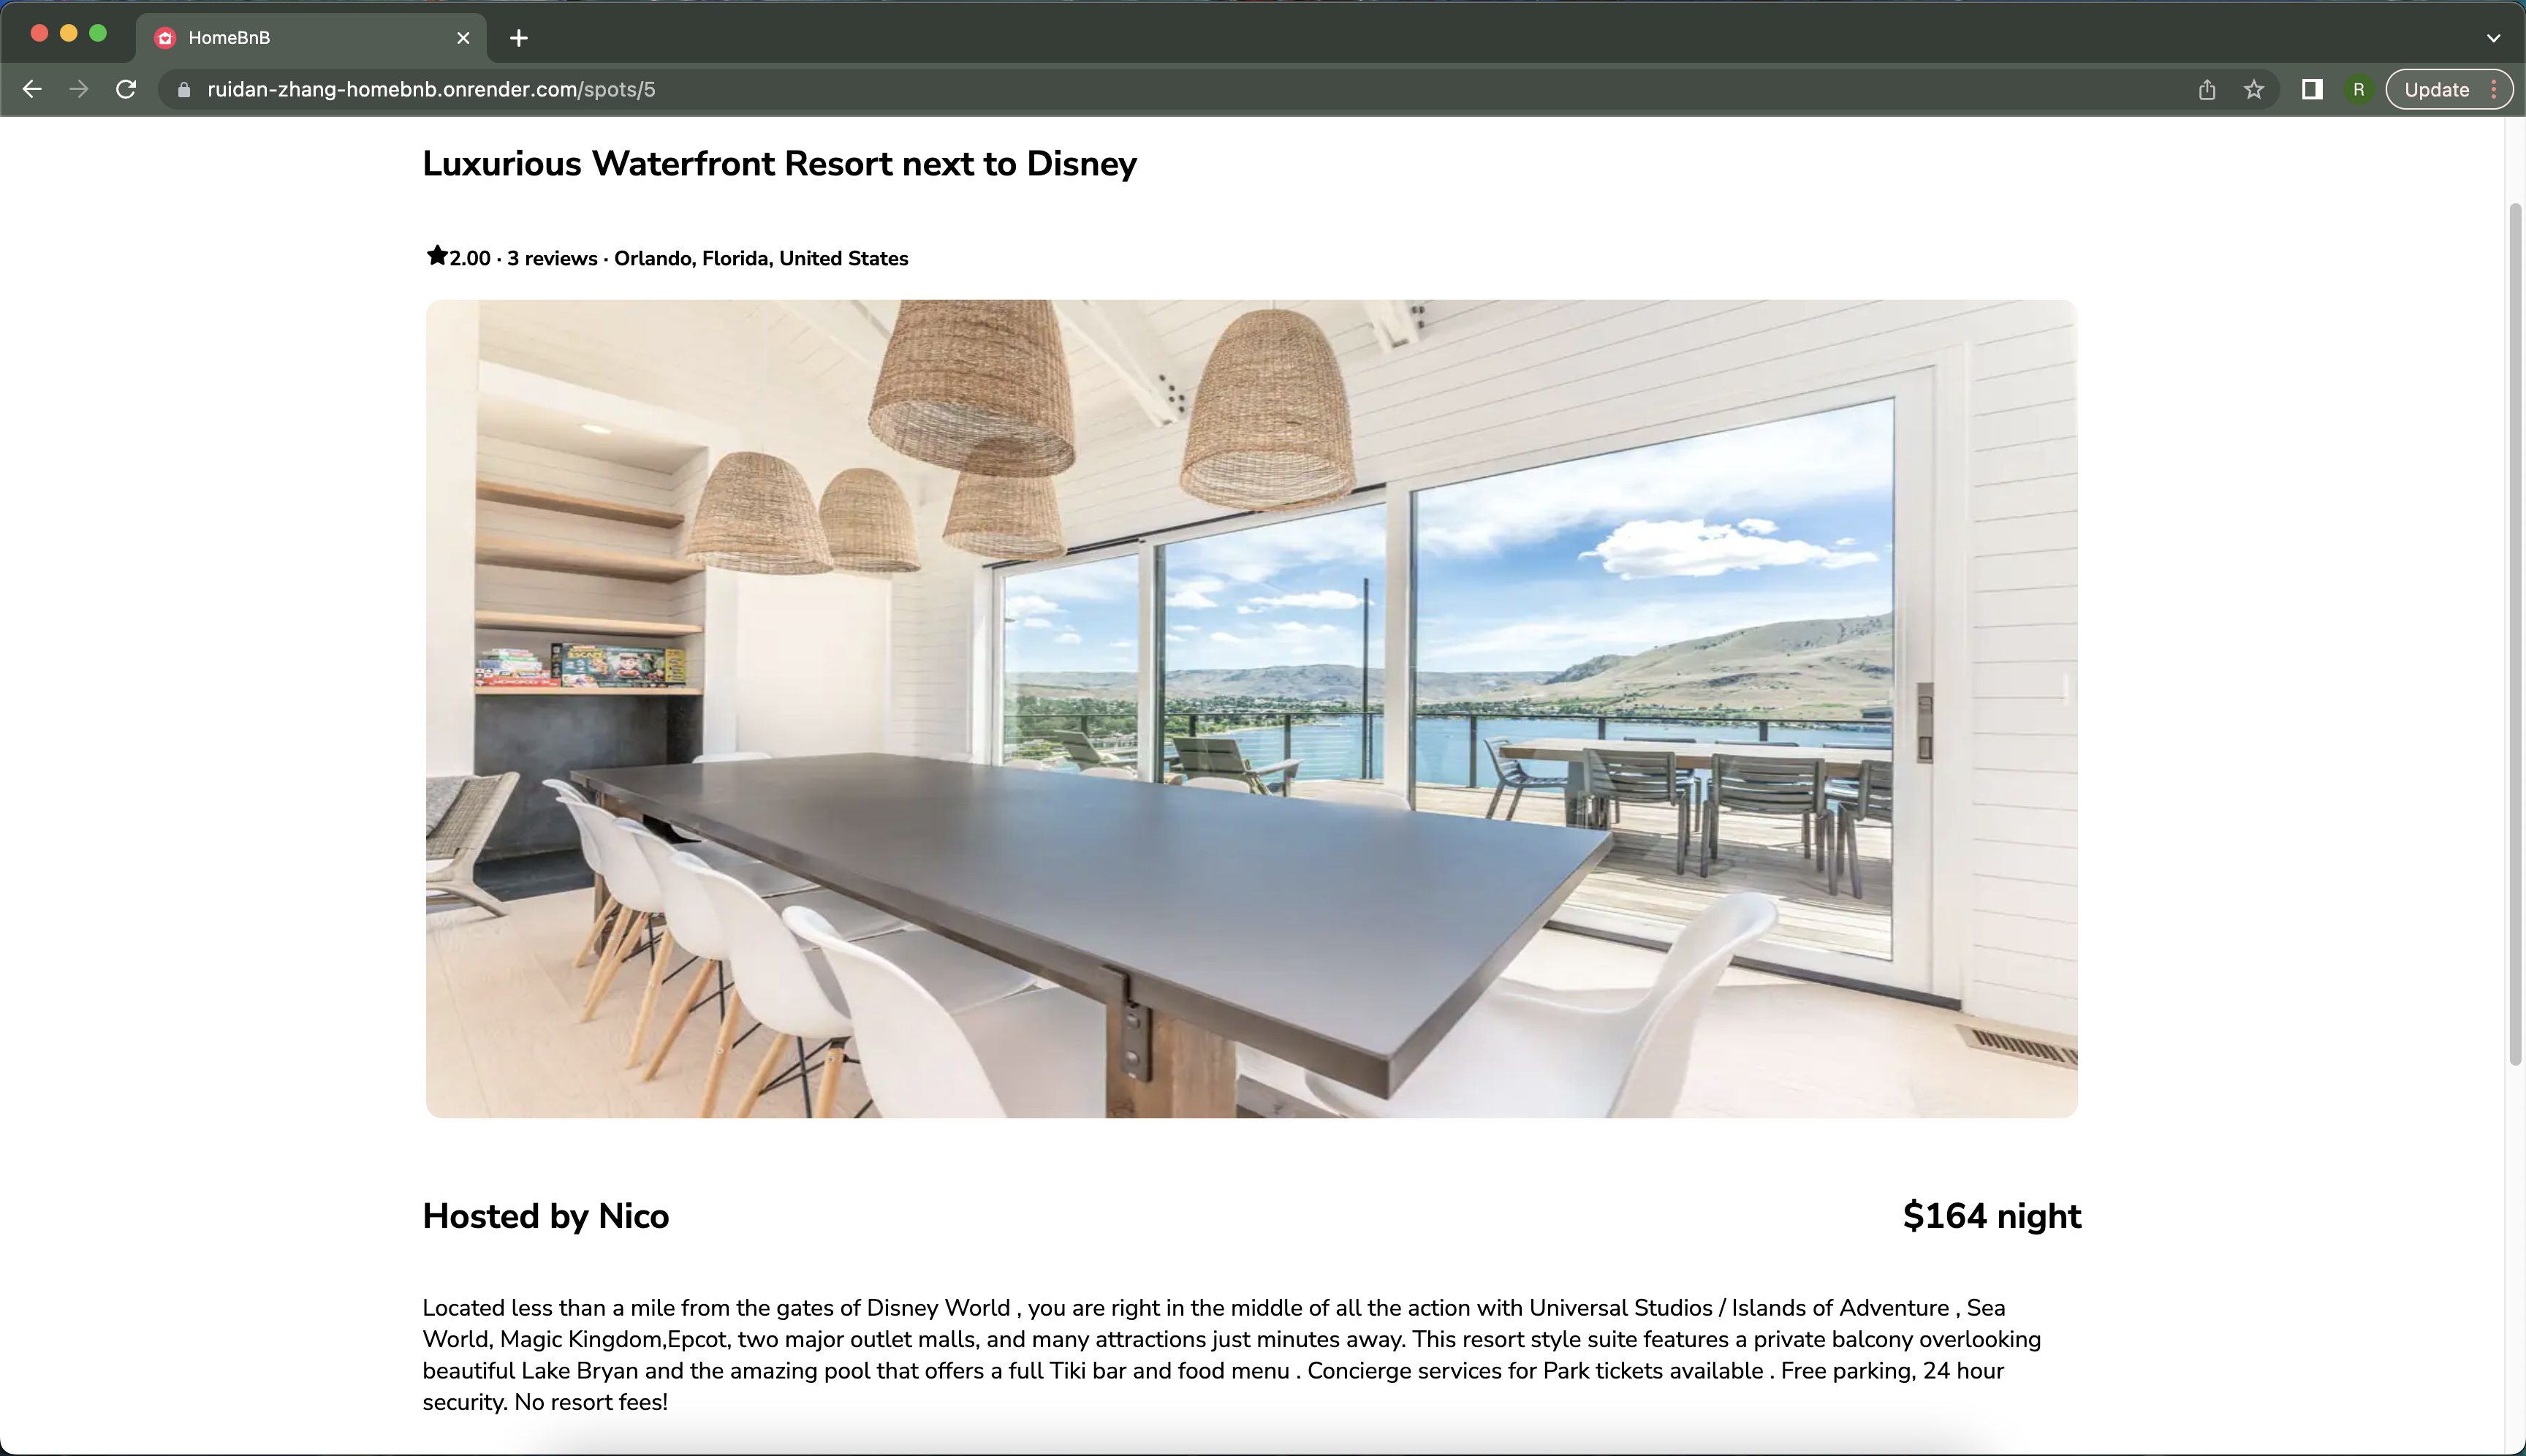 HomeBnB
ruidan-zhang-homebnb.onrender.com/spots/5
R
Update
Luxurious Waterfront Resort next to Disney
2.00 · 3 reviews · Orlando, Florida, United States
ESCAPE
MONOPOLY
Hosted by Nico
$164 night
Located less than a mile from the gates of Disney World , you are right in the middle of all the action with Universal Studios / Islands of Adventure , Sea
World, Magic Kingdom,Epcot, two major outlet malls, and many attractions just minutes away. This resort style suite features a private balcony overlooking
beautiful Lake Bryan and the amazing pool that offers a full Tiki bar and food menu . Concierge services for Park tickets available . Free parking, 24 hour
security. No resort fees!